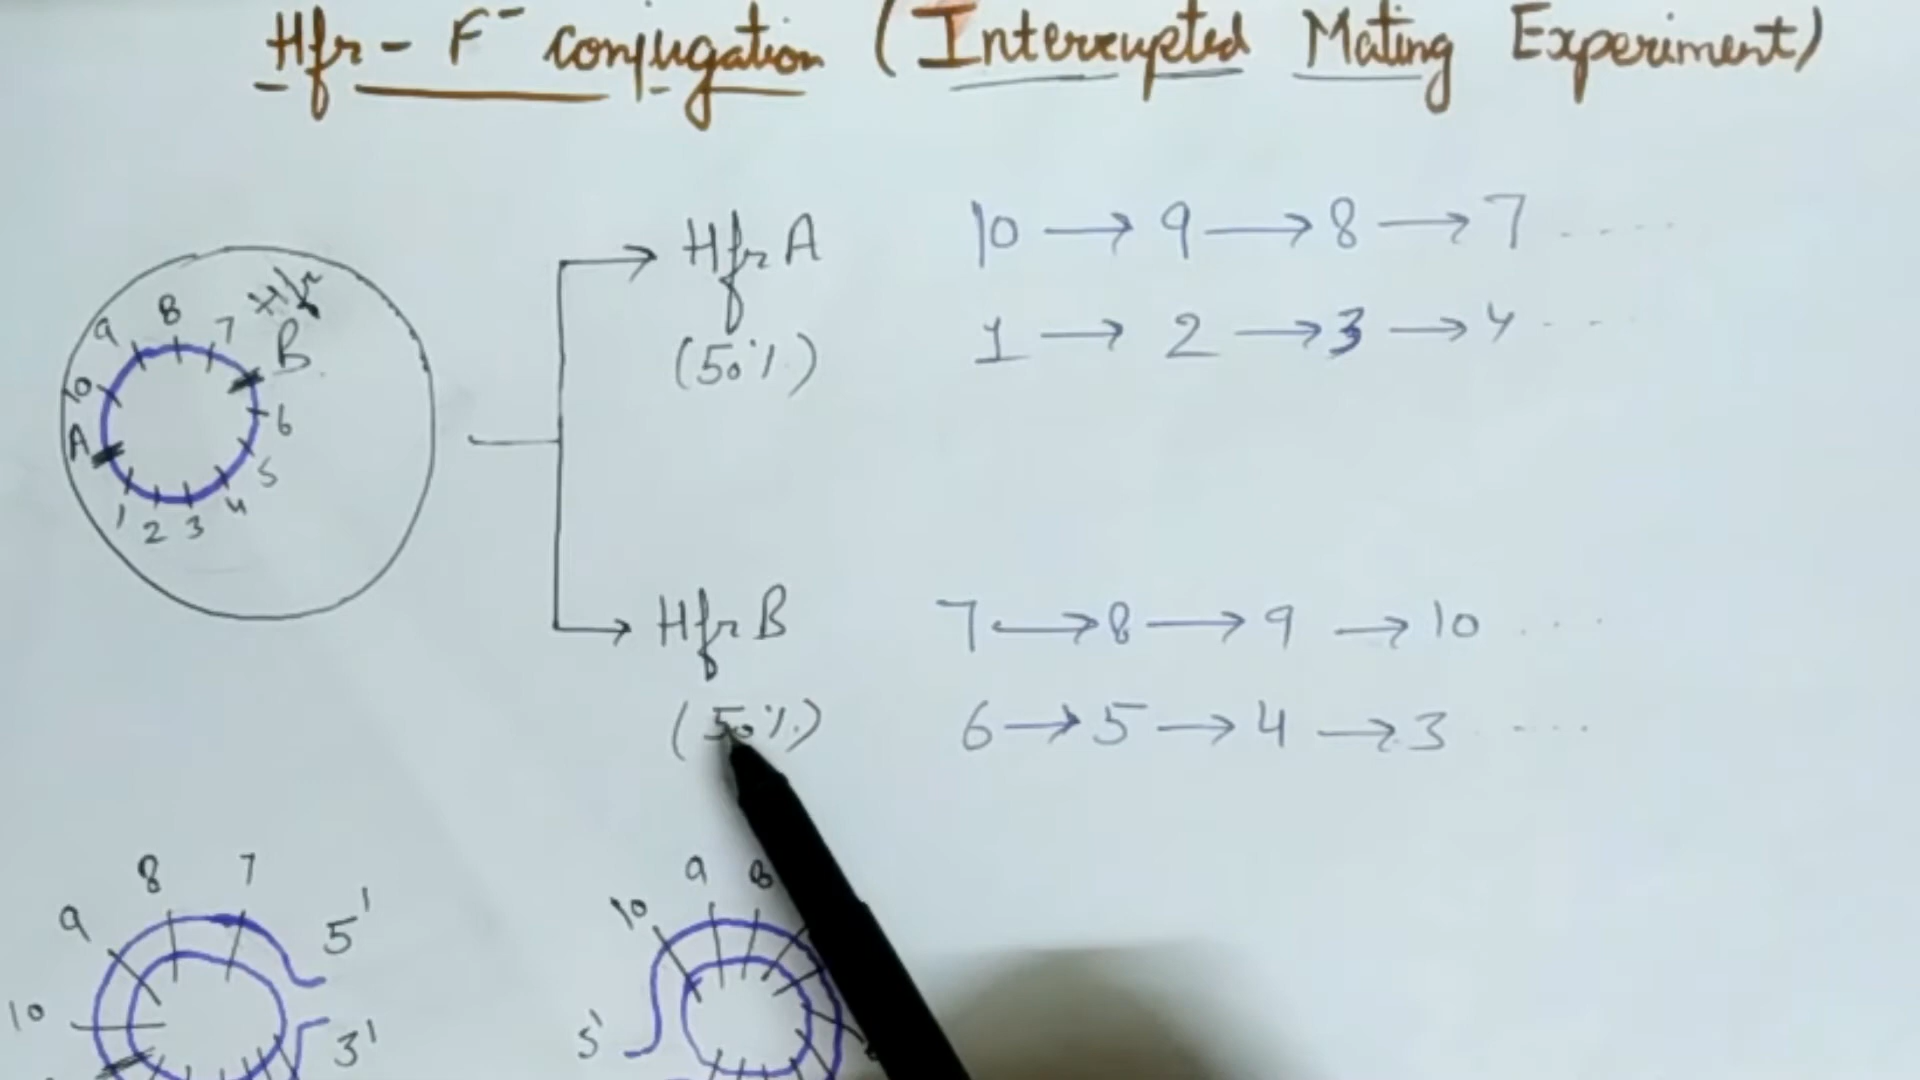 Hfr - F⁻ conjugation (Interrupted Mating Experiment)
Hfr A
(50%)
10 → 9 → 8 → 7 .....
1 → 2 → 3 → 4 ....
Hfr
B
7
8
9
10
A
1
2
3
4
5
6
Hfr B
(50%)
7 → 8 → 9 → 10 ....
6 → 5 → 4 → 3 ....
10
9
8
7
5'
3'
10
9
8
5'